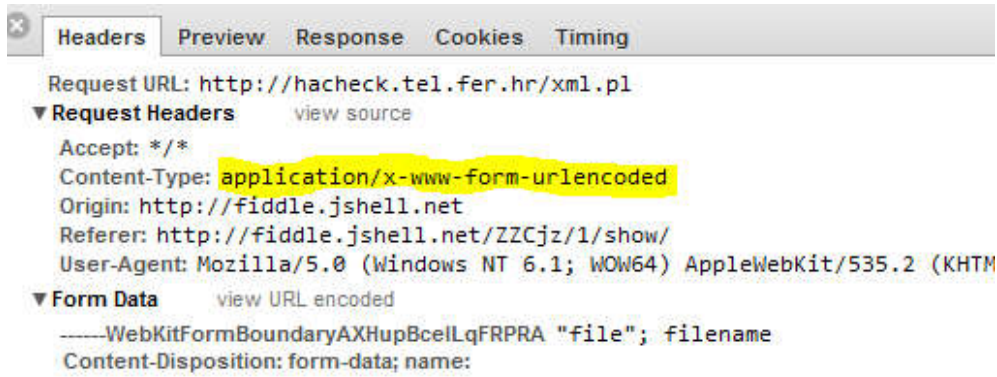 Headers Preview Response Cookies Timing
Request URL: http://hacheck.tel.fer.hr/xml.pl
▼Request Headers view source
Accept: */*
Content-Type: application/x-www-form-urlencoded
Origin: http://fiddle.jshell.net
Referer: http://fiddle.jshell.net/ZZCjz/1/show/
User-Agent: Mozilla/5.0 (Windows NT 6.1; WOW64) AppleWebKit/535.2 (KHTM
▼Form Data view URL encoded
------WebKitFormBoundaryAXHupBcelLqFRPRA "file"; filename
Content-Disposition: form-data; name: